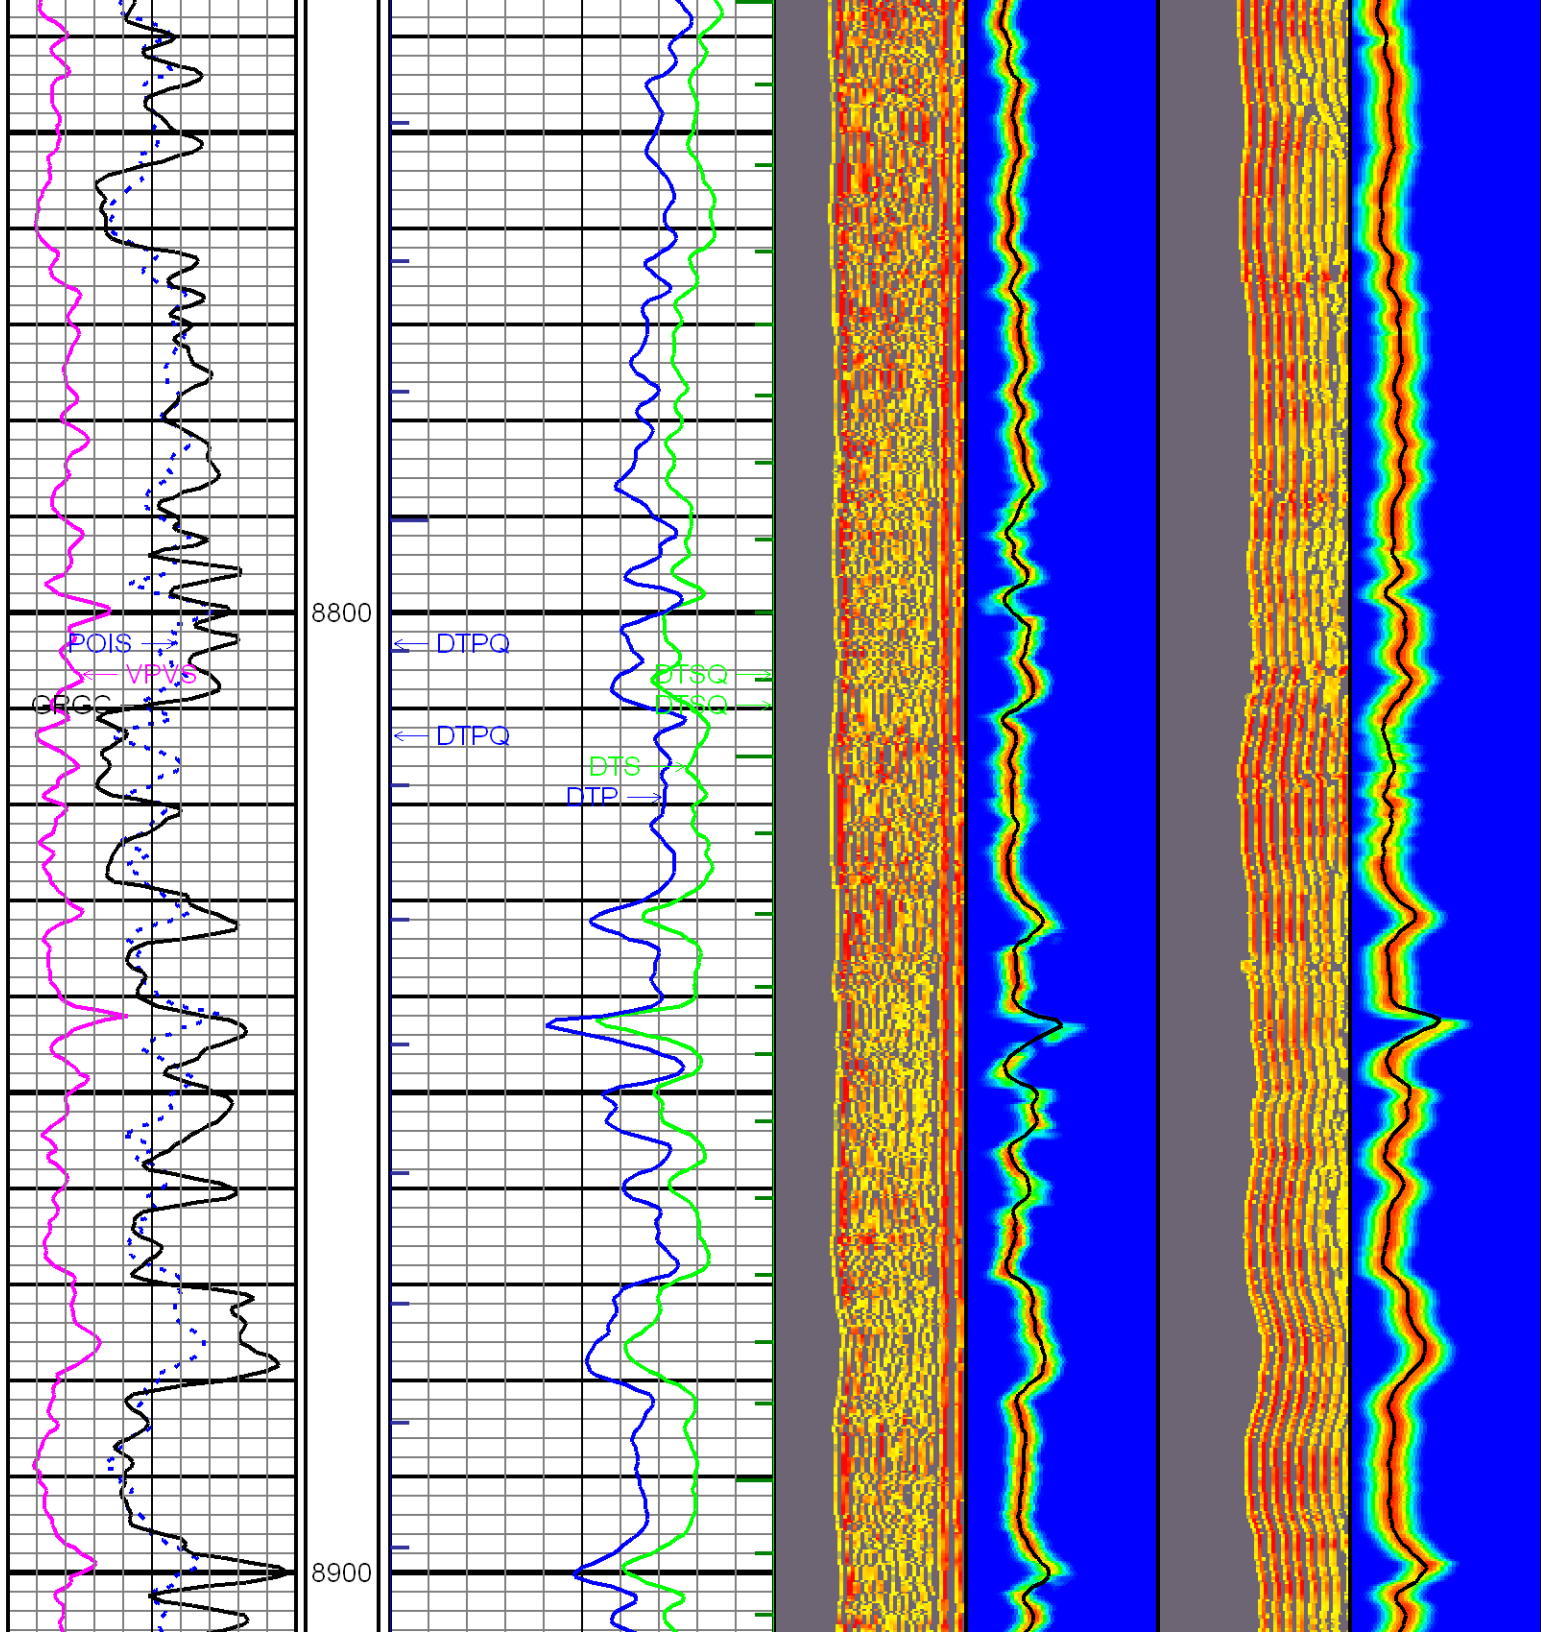 8800
POIS DTPQ
VPVS DTSQ
GRGC DTSQ
DTPQ
DTS
DTP
8900